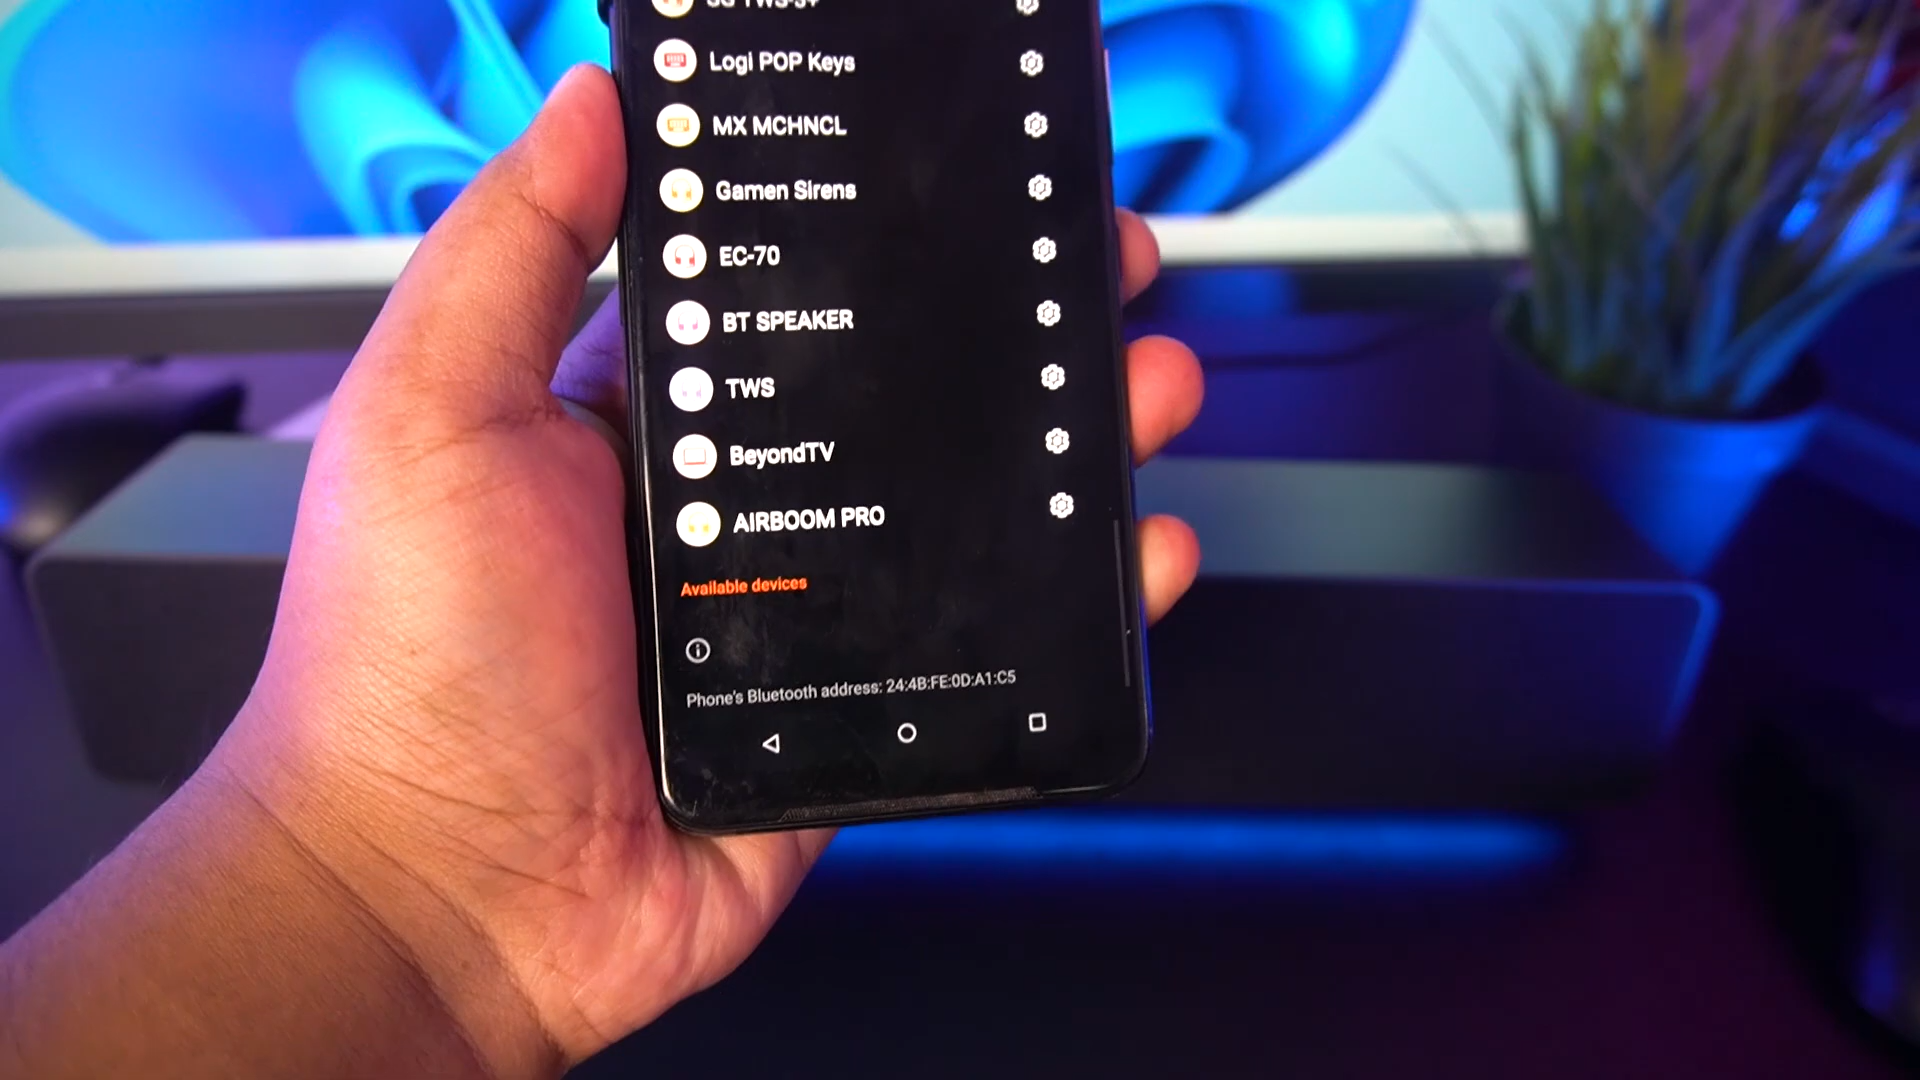 Logi POP Keys
MX MCHNCL
Gamen Sirens
EC-70
BT SPEAKER
TWS
BeyondTV
AIRBOOM PRO
Available devices
Phone's Bluetooth address: 24:4B:FE:0D:A1:C5